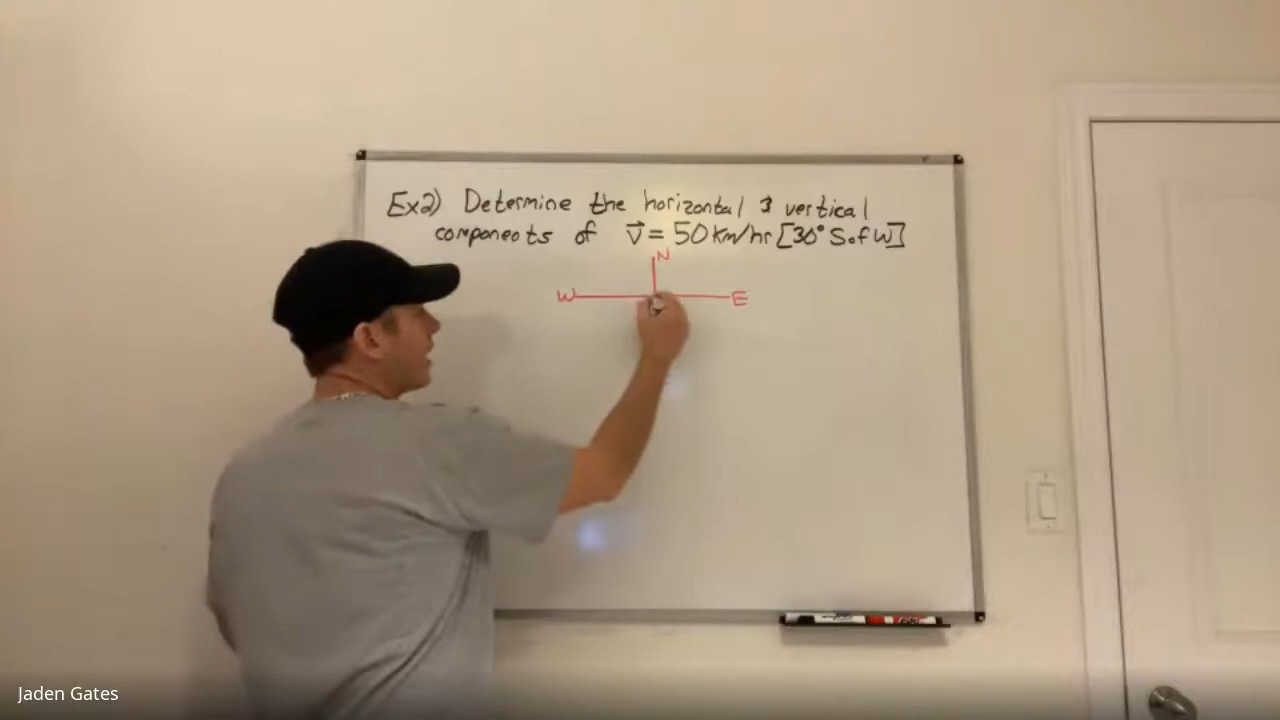 Ex2) Determine the horizontal & vertical
components of v⃗ = 50 km/hr [30° S of W]
N
W E
Jaden Gates